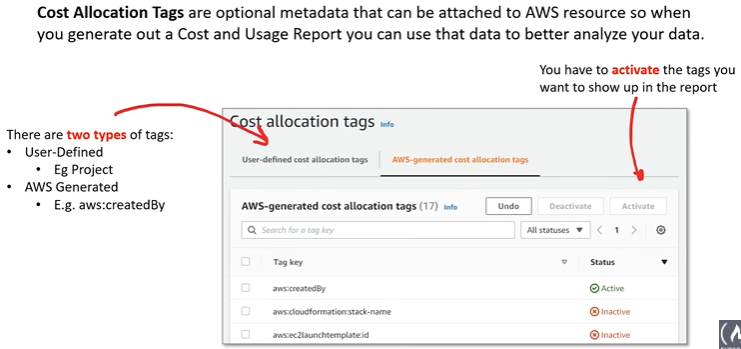 Cost Allocation Tags are optional metadata that can be attached to AWS resource so when
you generate out a Cost and Usage Report you can use that data to better analyze your data.
You have to activate the tags you
want to show up in the report
There are two types of tags:
• User-Defined
• Eg Project
• AWS Generated
• E.g. aws:createdBy
Cost allocation tags Info
User-defined cost allocation tags AWS-generated cost allocation tags
AWS-generated cost allocation tags (17) Info Undo Deactivate Activate
Search for a tag key All statuses 1
Tag key Status
aws:createdBy Active
aws:cloudformation:stack-name Inactive
aws:ec2launchtemplate:id Inactive